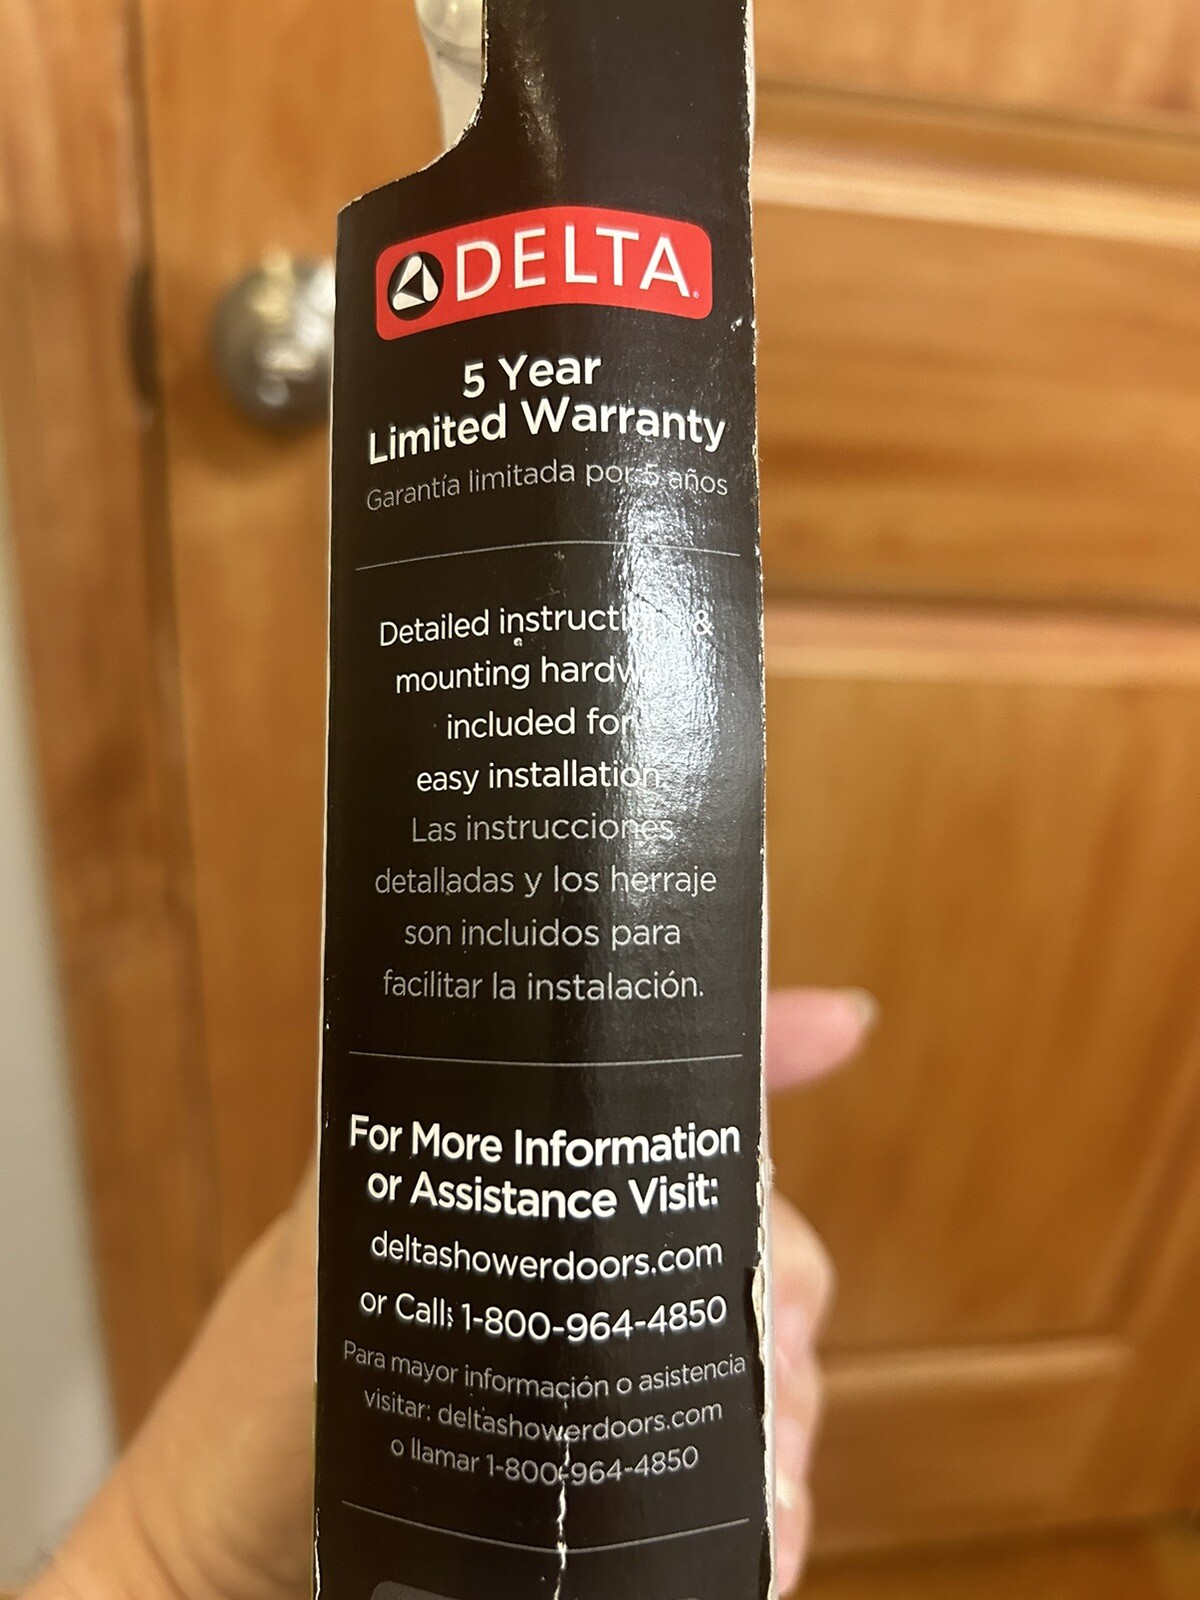 DELTA
5 Year
Limited Warranty
Garantía limitada por 5 años
Detailed &
mounting
included for
easy installation.
Las instrucciones
detalladas y los herraje
son incluidos para
facilitar la instalación.
For More Information
or Assistance Visit:
deltashowerdoors.com
or Call: 1-800-964-4850
Para mayor información o asistencia
visitar: deltashowerdoors.com
o llamar 1-800-964-4850